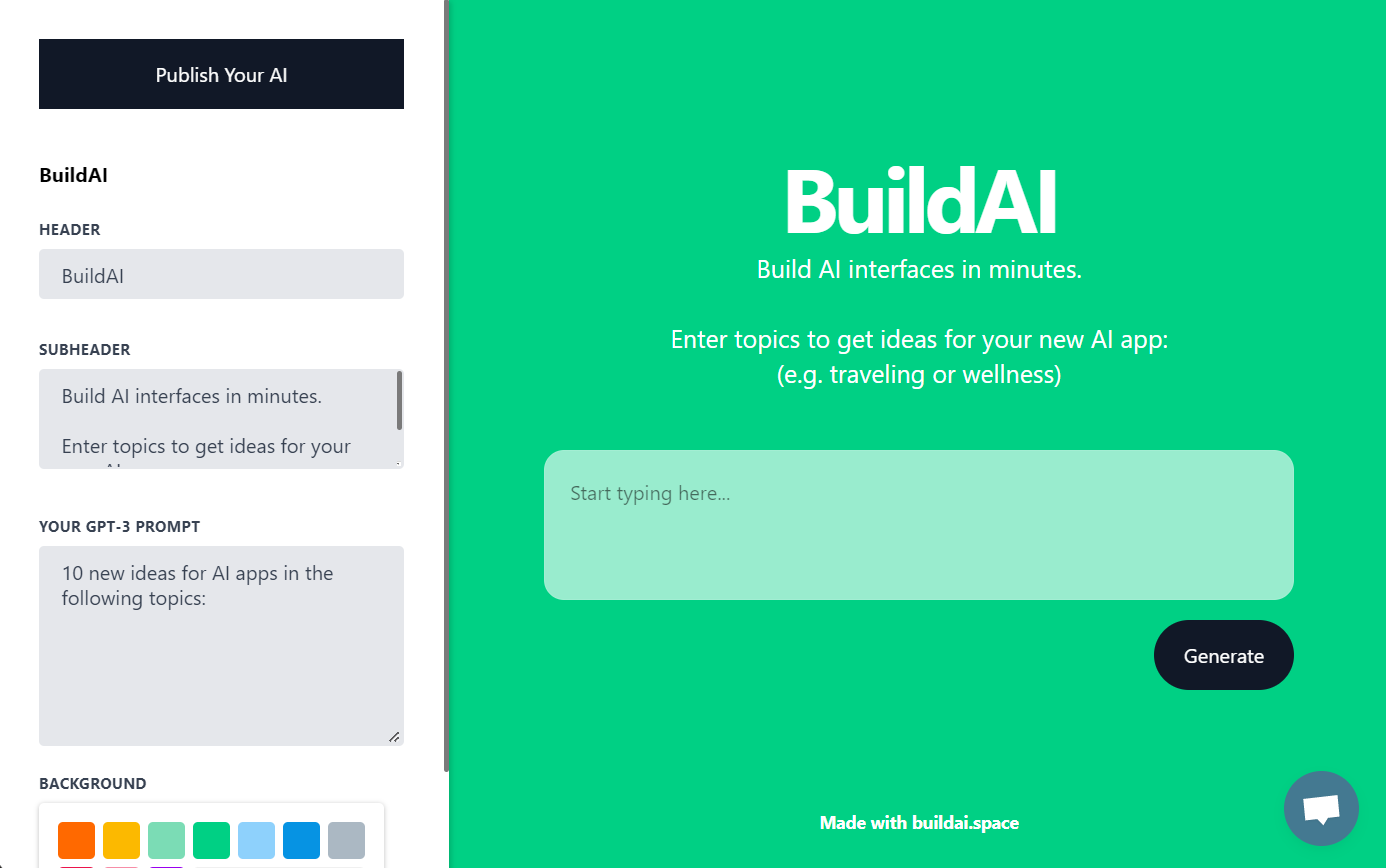 Publish Your AI
BuildAI
HEADER
BuildAI
SUBHEADER
Build AI interfaces in minutes.
Enter topics to get ideas for your
YOUR GPT-3 PROMPT
10 new ideas for AI apps in the
following topics:
BACKGROUND
BuildAI
Build AI interfaces in minutes.
Enter topics to get ideas for your new AI app:
(e.g. traveling or wellness)
Start typing here...
Generate
Made with buildai.space